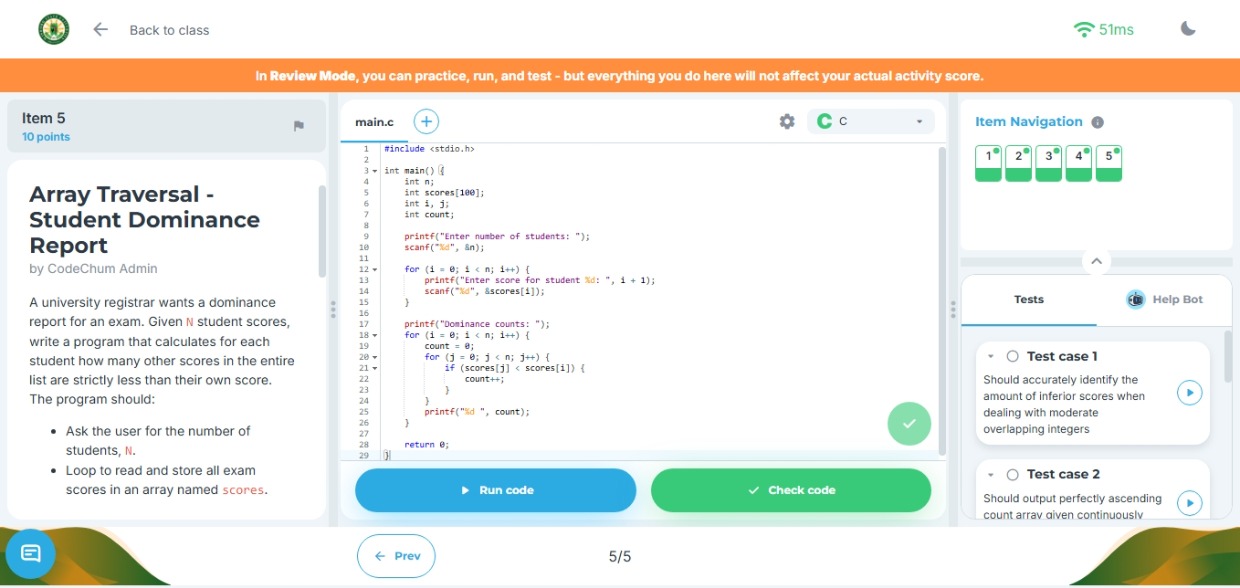 Back to class
51ms
In Review Mode, you can practice, run, and test - but everything you do here will not affect your actual activity score.
Item 5
10 points
Array Traversal -
Student Dominance
Report
by CodeChum Admin
A university registrar wants a dominance
report for an exam. Given N student scores,
write a program that calculates for each
student how many other scores in the entire
list are strictly less than their own score.
The program should:
• Ask the user for the number of
students, N.
• Loop to read and store all exam
scores in an array named scores.
main.c
C
1 #include <stdio.h>
2
3 int main() {
4 int n;
5 int scores[100];
6 int i, j;
7 int count;
8
9 printf("Enter number of students: ");
10 scanf("%d", &n);
11
12 for (i = 0; i < n; i++) {
13 printf("Enter score for student %d: ", i + 1);
14 scanf("%d", &scores[i]);
15 }
16
17 printf("Dominance counts: ");
18 for (i = 0; i < n; i++) {
19 count = 0;
20 for (j = 0; j < n; j++) {
21 if (scores[j] < scores[i]) {
22 count++;
23 }
24 }
25 printf("%d ", count);
26 }
27
28 return 0;
29 }
Run code
Check code
Item Navigation
1 2 3 4 5
Tests
Help Bot
Test case 1
Should accurately identify the
amount of inferior scores when
dealing with moderate
overlapping integers
Test case 2
Should output perfectly ascending
count array given continuously
Prev
5/5